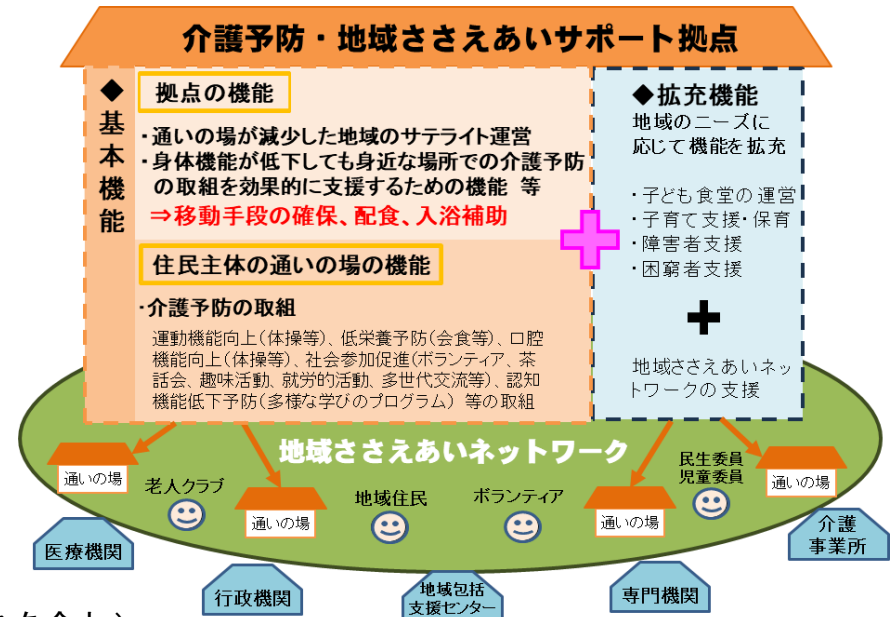 介護予防・地域ささえあいサポート拠点
◆基本機能
拠点の機能
・通いの場が減少した地域のサテライト運営
・身体機能が低下しても身近な場所での介護予防
の取組を効果的に支援するための機能 等
⇒移動手段の確保、配食、入浴補助
住民主体の通いの場の機能
・介護予防の取組
運動機能向上(体操等)、低栄養予防(会食等)、口腔
機能向上(体操等)、社会参加促進(ボランティア、茶
話会、趣味活動、就労的活動、多世代交流等)、認知
機能低下予防(多様な学びのプログラム) 等の取組
◆拡充機能
地域のニーズに
応じて機能を拡充
・子ども食堂の運営
・子育て支援・保育
・障害者支援
・困窮者支援
地域ささえあいネッ
トワークの支援
地域ささえあいネットワーク
通いの場
老人クラブ
通いの場
地域住民
ボランティア
通いの場
民生委員
児童委員
通いの場
医療機関
行政機関
地域包括
支援センター
専門機関
介護
事業所